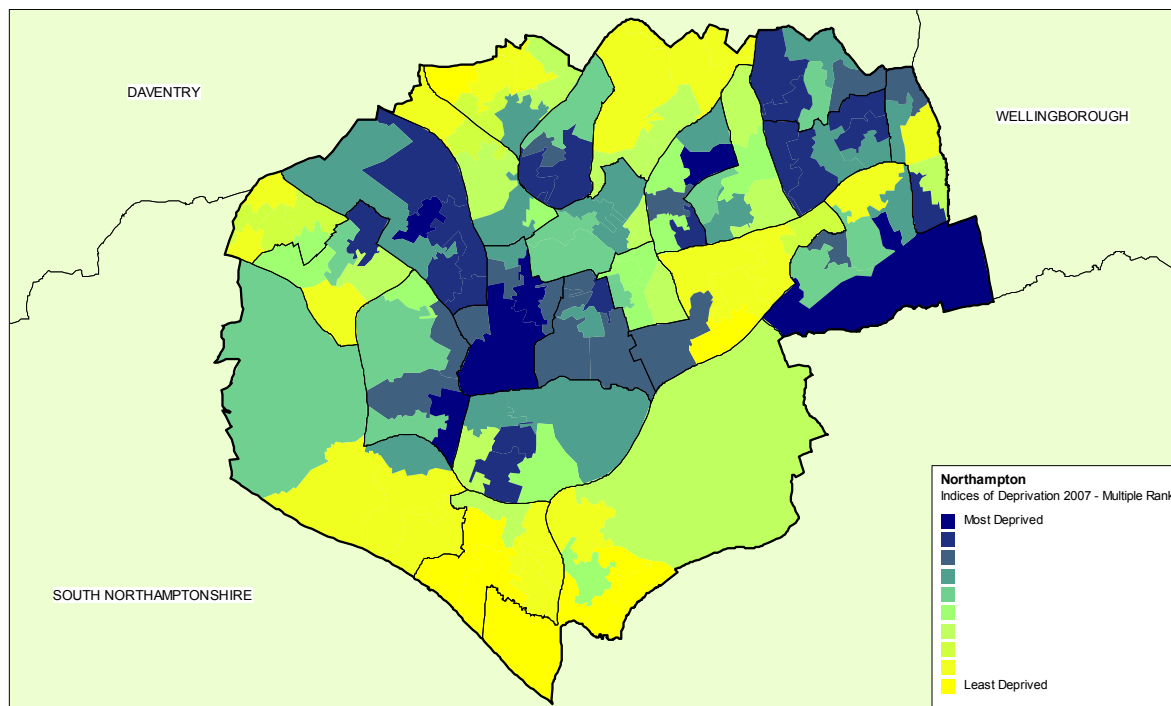 DAVENTRY
WELLINGBOROUGH
SOUTH NORTHAMPTONSHIRE
Northampton
Indices of Deprivation 2007 - Multiple Rank
Most Deprived
Least Deprived